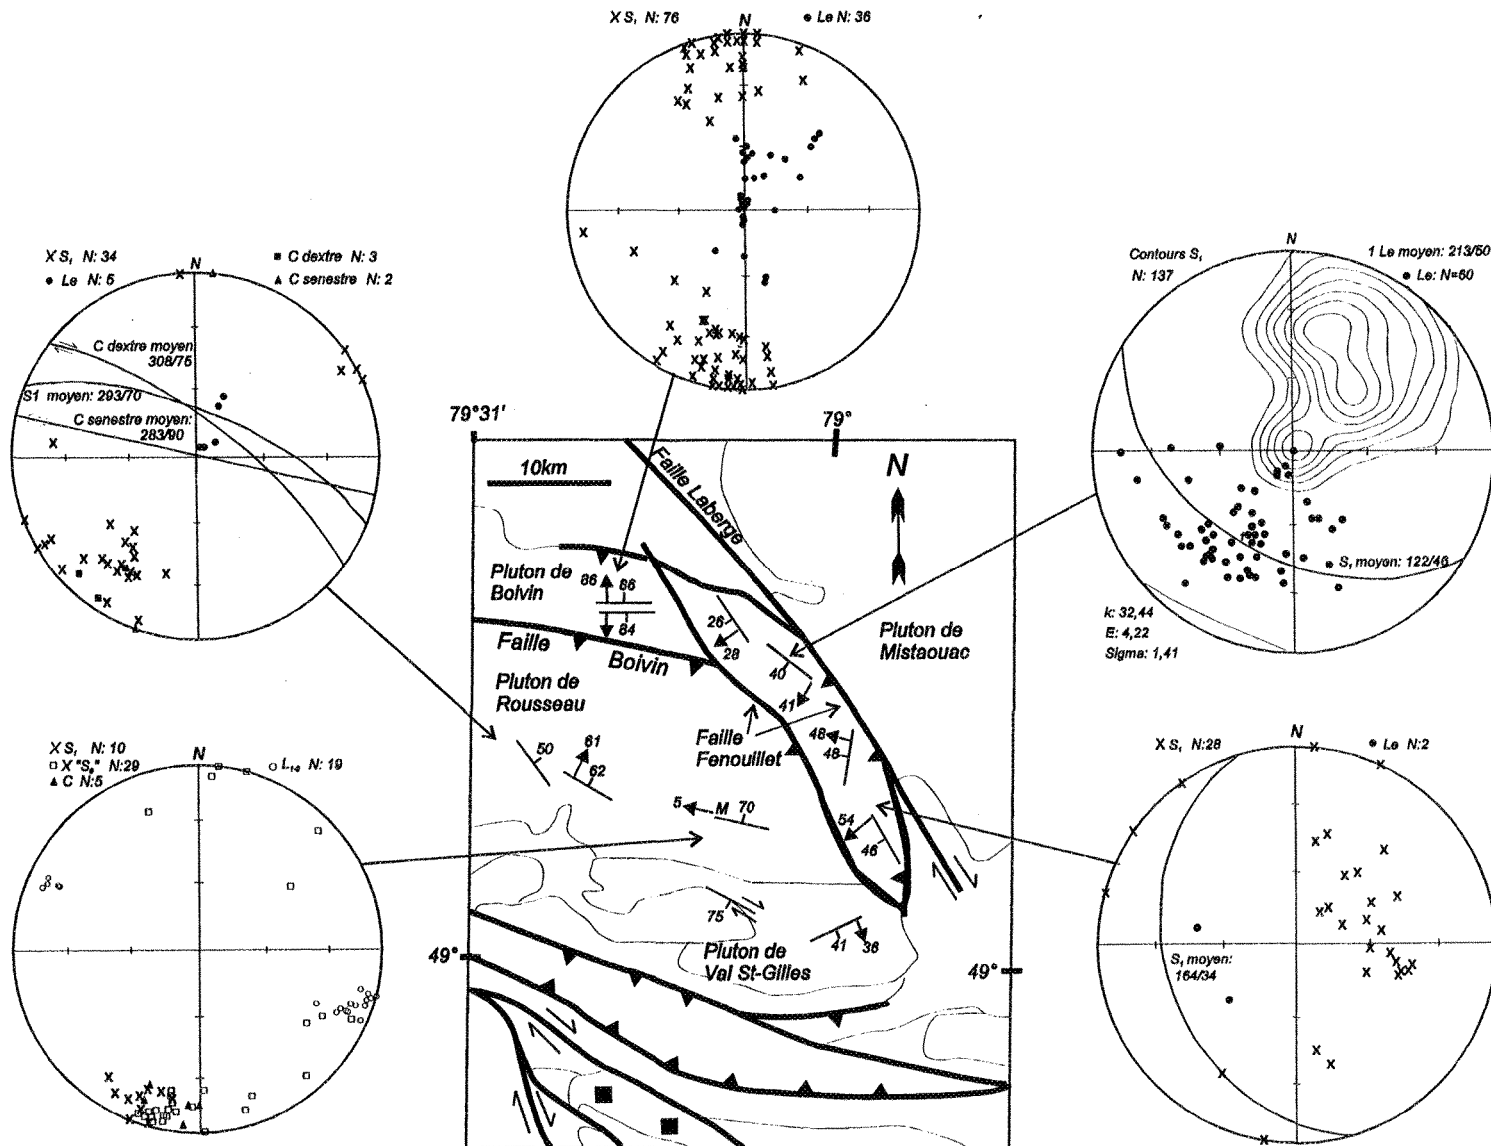 X S₁ N: 76
● Le N: 36
N
X S₁ N: 34
● Le N: 5
■ C dextre N: 3
▲ C senestre N: 2
N
C dextre moyen
308/75
S1 moyen: 293/70
C senestre moyen:
283/90
Contours S₁
N: 137
N
1 Le moyen: 213/50
● Le: N=60
1
S₁ moyen: 122/46
k: 32,44
E: 4,22
Sigma: 1,41
X S₁ N: 10
□ X "S₀" N:29
▲ C N:5
N
○ L₁₋₀ N: 19
X S₁ N:28
● Le N:2
N
S₁ moyen:
164/34
79°31'
79°
10km
N
Faille Laberge
Pluton de
Boivin
86
86
84
Faille
Boivin
26
28
40
41
Pluton de
Mistaouac
Pluton de
Rousseau
Faille
Fenouillet
48
48
50
61
62
5
M
70
54
46
75
41
36
Pluton de
Val St-Gilles
49°
49°